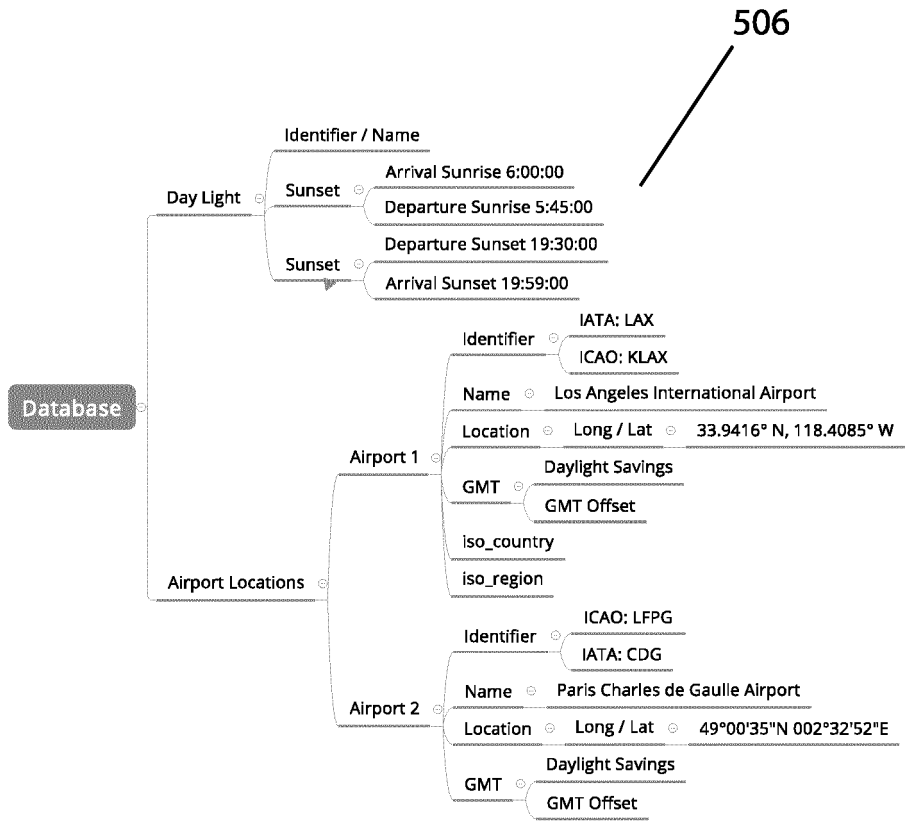 506
Identifier / Name
Arrival Sunrise 6:00:00
Sunset
Day Light
Departure Sunrise 5:45:00
Departure Sunset 19:30:00
Sunset
Arrival Sunset 19:59:00
IATA: LAX
Identifier
ICAO: KLAX
Name
Los Angeles International Airport
Database
Location
Long / Lat
33.9416° N, 118.4085° W
Airport 1
Daylight Savings
GMT
GMT Offset
iso_country
Airport Locations
iso_region
ICAO: LFPG
Identifier
IATA: CDG
Name
Paris Charles de Gaulle Airport
Airport 2
Location
Long / Lat
49°00'35"N 002°32'52"E
Daylight Savings
GMT
GMT Offset